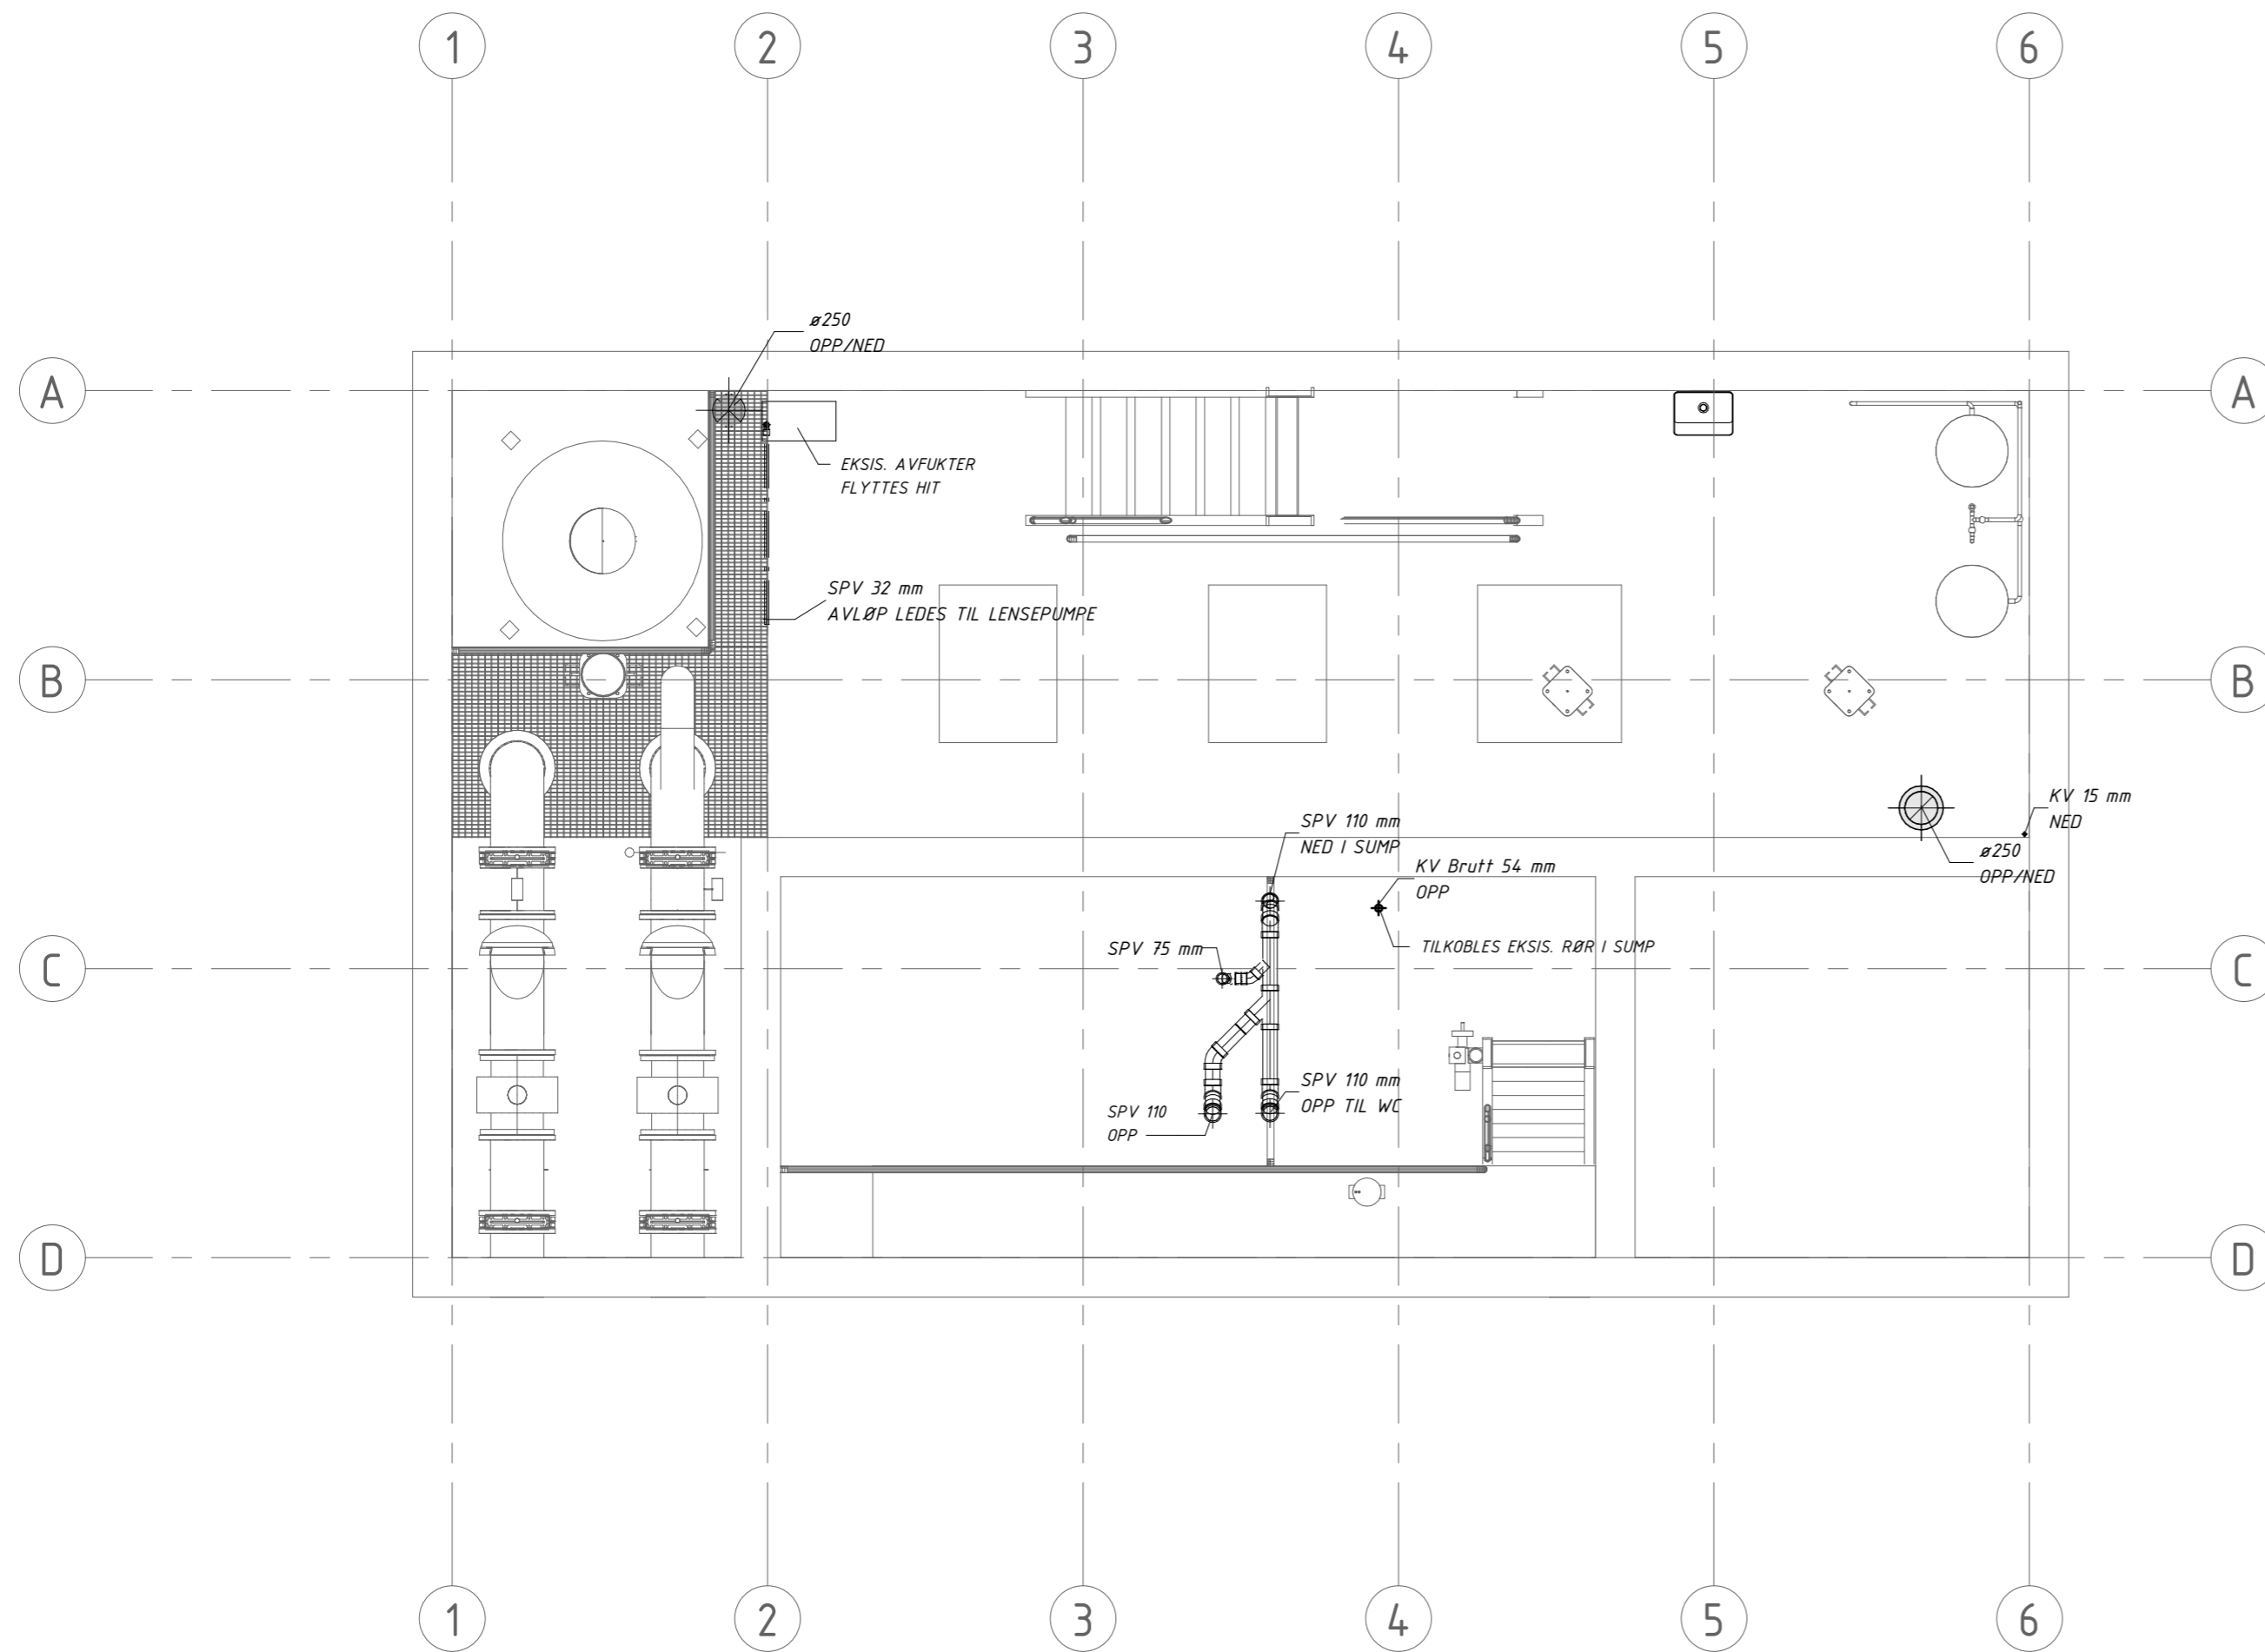 1 2 3 4 5 6
ø250
OPP/NED
A A
EKSIS. AVFUKTER
FLYTTES HIT
SPV 32 mm
AVLØP LEDES TIL LENSEPUMPE
B B
KV 15 mm
NED
SPV 110 mm
NED I SUMP
ø250
OPP/NED
KV Brutt 54 mm
OPP
SPV 75 mm
TILKOBLES EKSIS. RØR I SUMP
C C
SPV 110 mm
OPP TIL WC
SPV 110
OPP
D D
1 2 3 4 5 6